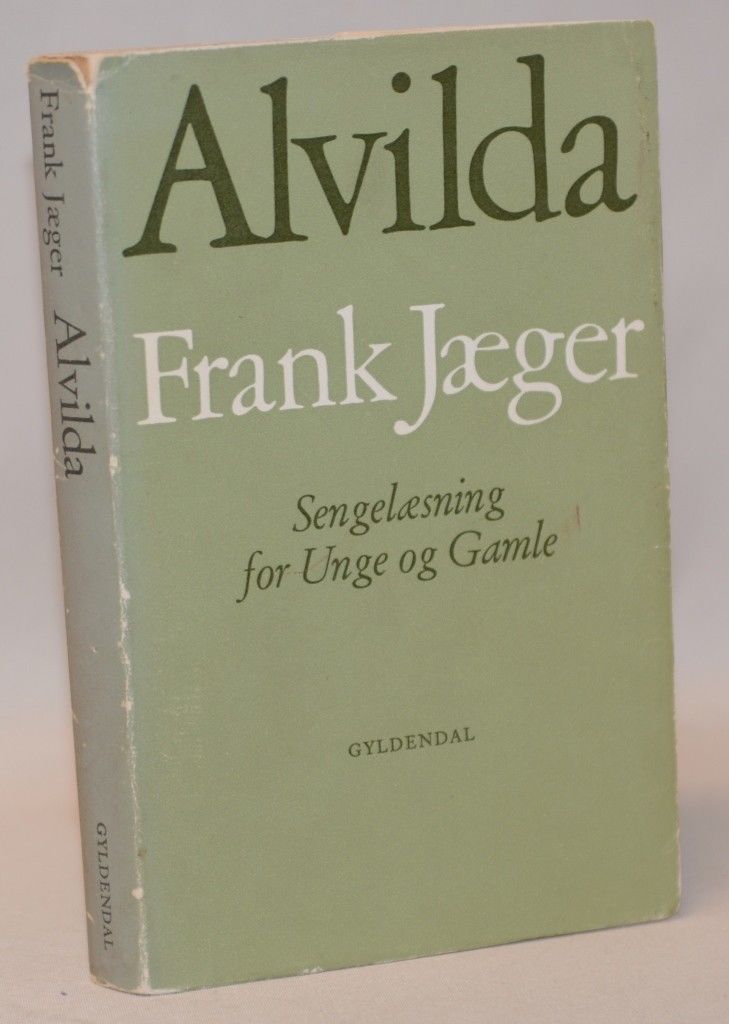 Alvilda
Frank Jæger
Sengelæsning
for Unge og Gamle
GYLDENDAL
Frank Jæger Alvilda
GYLDENDAL